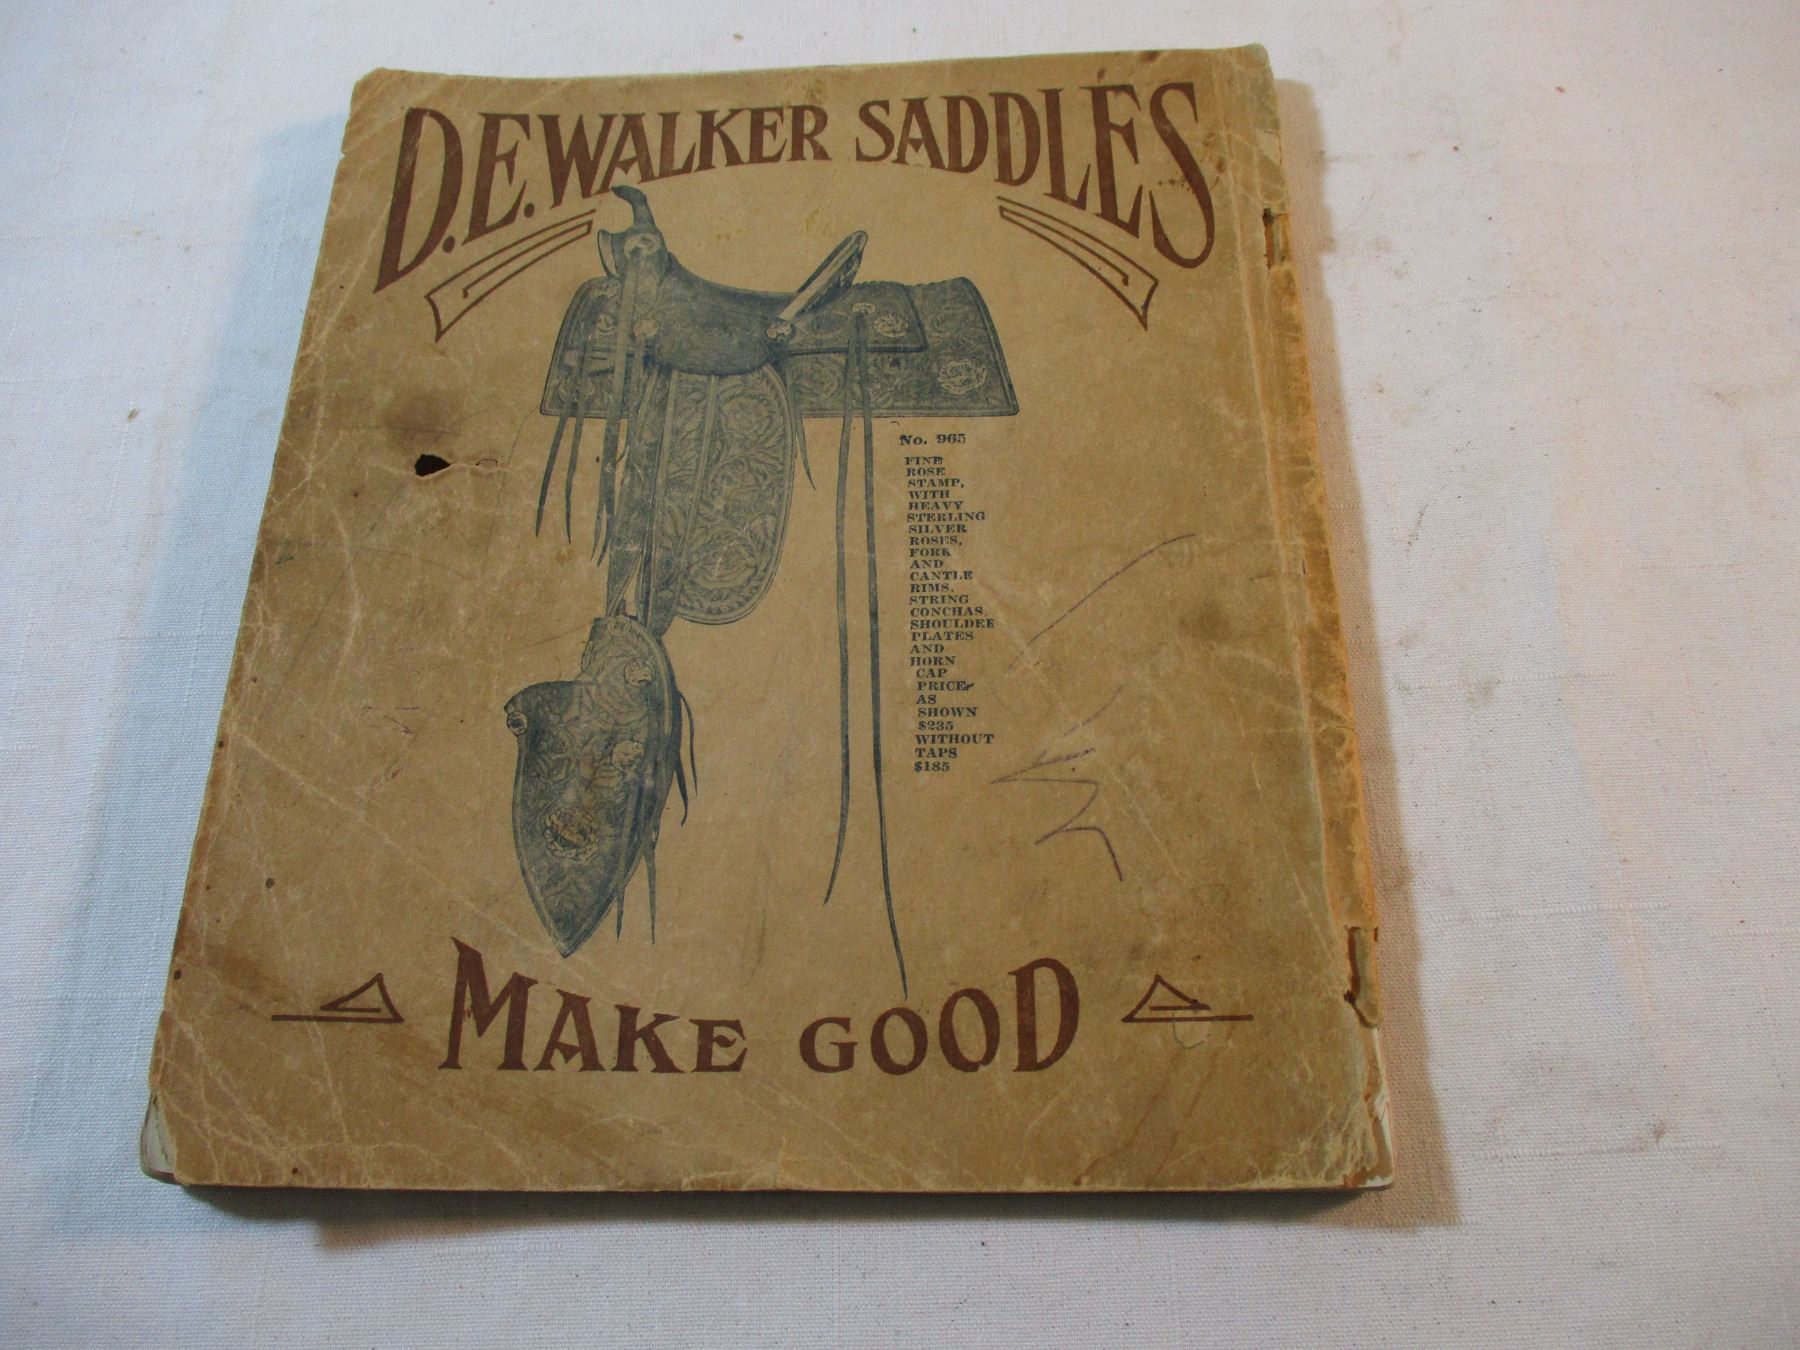 D.E. WALKER SADDLES
No. 965
FINE
ROSE
STAMP,
WITH
HEAVY
STERLING
SILVER
ROSES,
FORK
AND
CANTLE
RIMS.
STRING
CONCHAS,
SHOULDER
PLATES
AND
HORN
CAP
PRICE
AS
SHOWN
$235
WITHOUT
TAPS
$185
MAKE GOOD